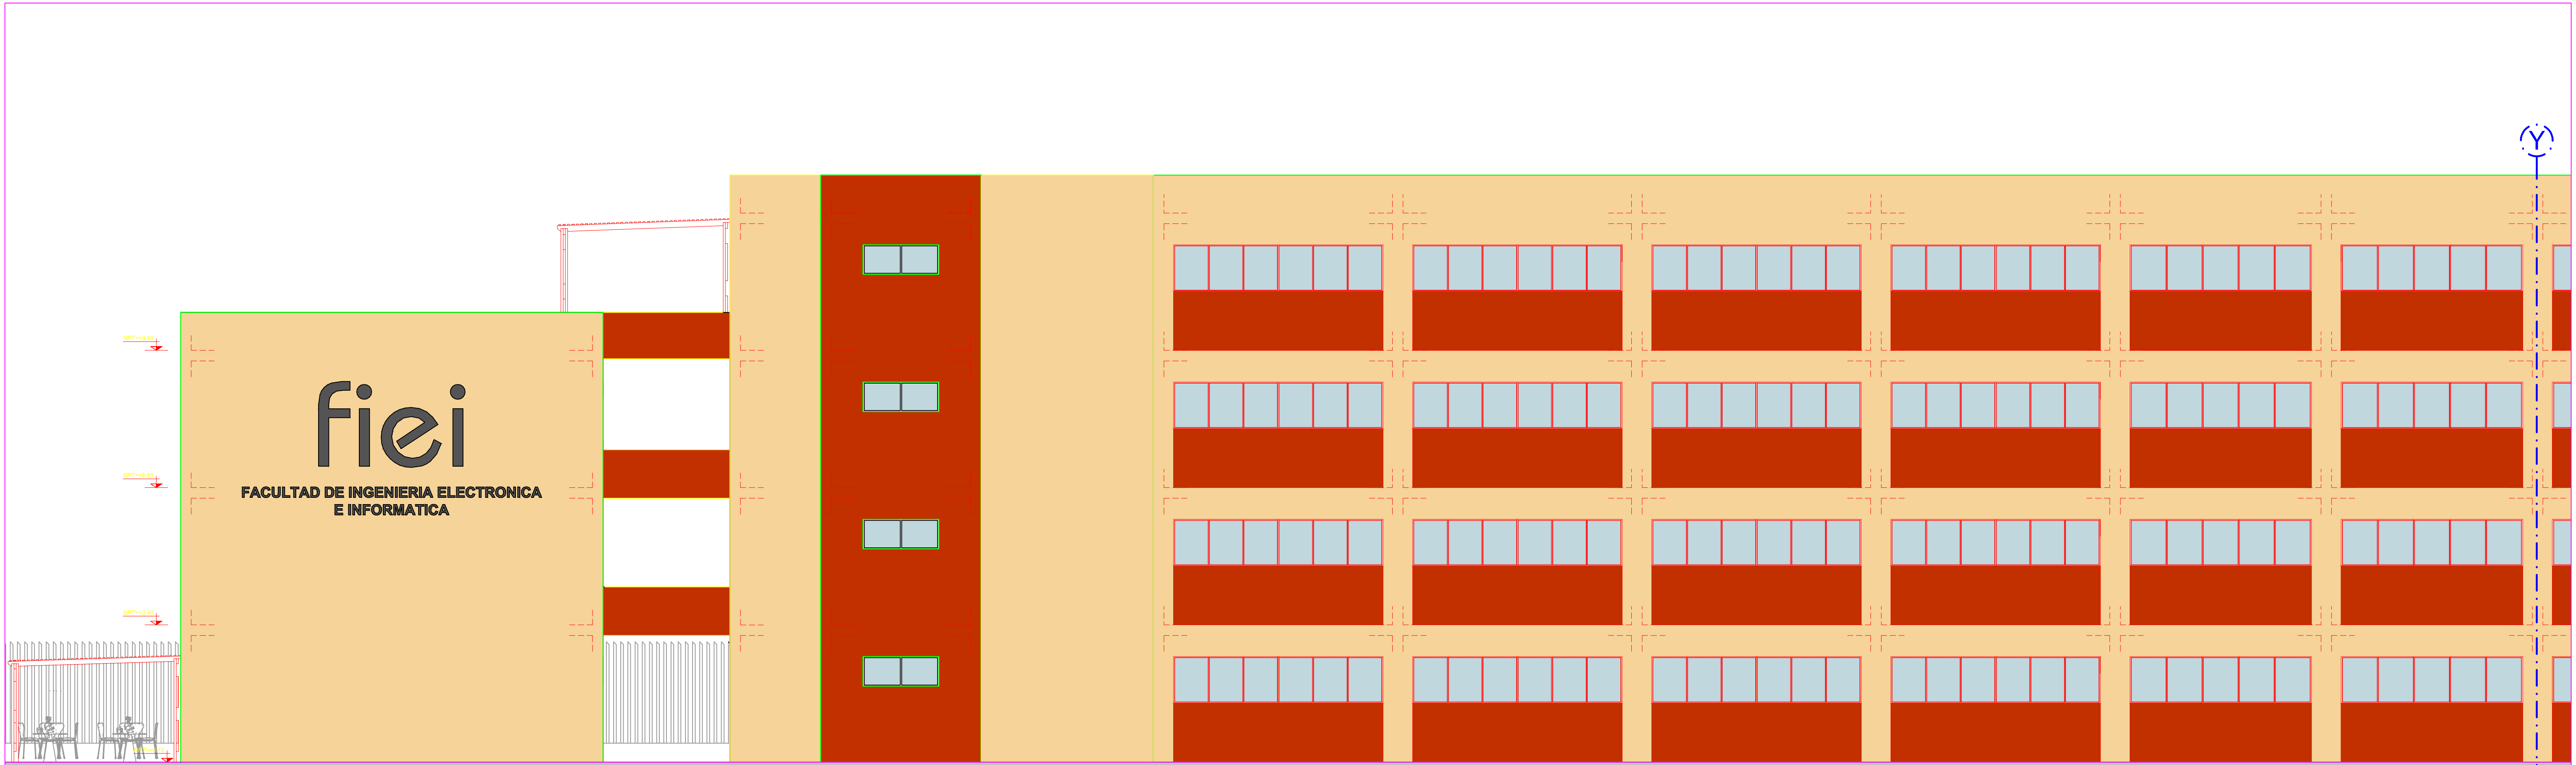 Y
fiei
FACULTAD DE INGENIERIA ELECTRONICA
E INFORMATICA